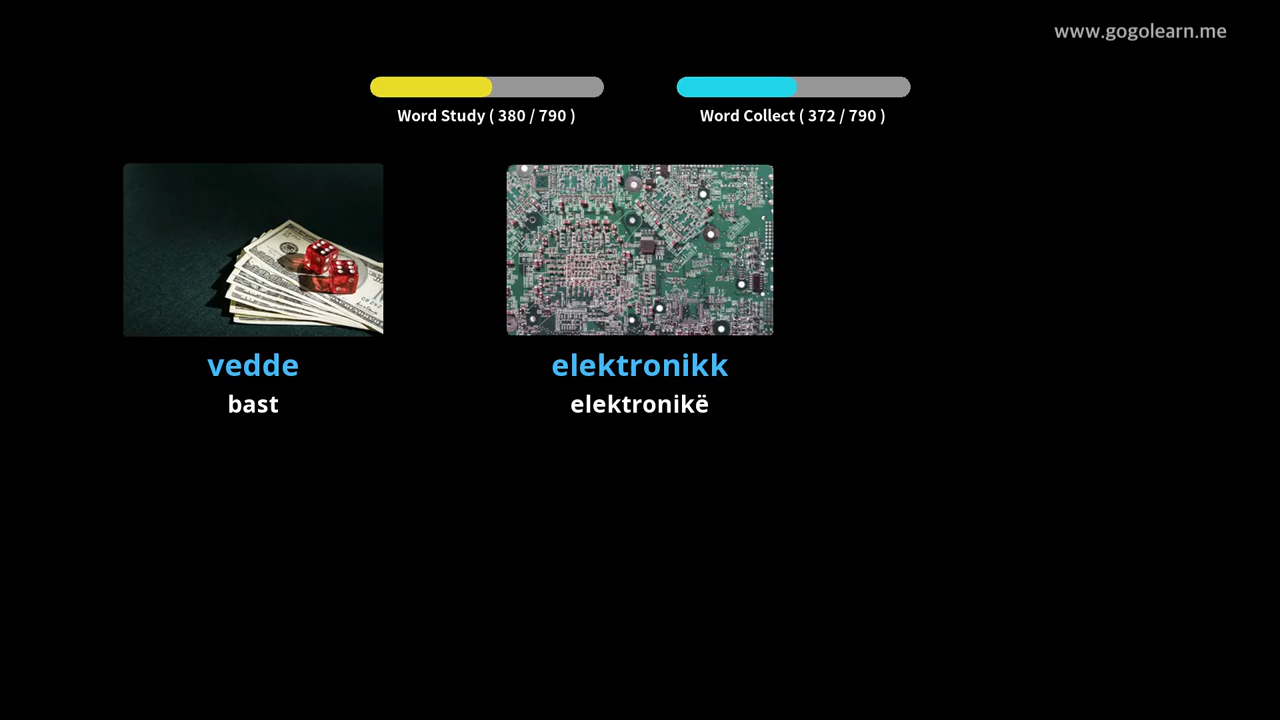 www.gogolearn.me
Word Study ( 380 / 790 )
Word Collect ( 372 / 790 )
vedde
bast
elektronikk
elektronikë